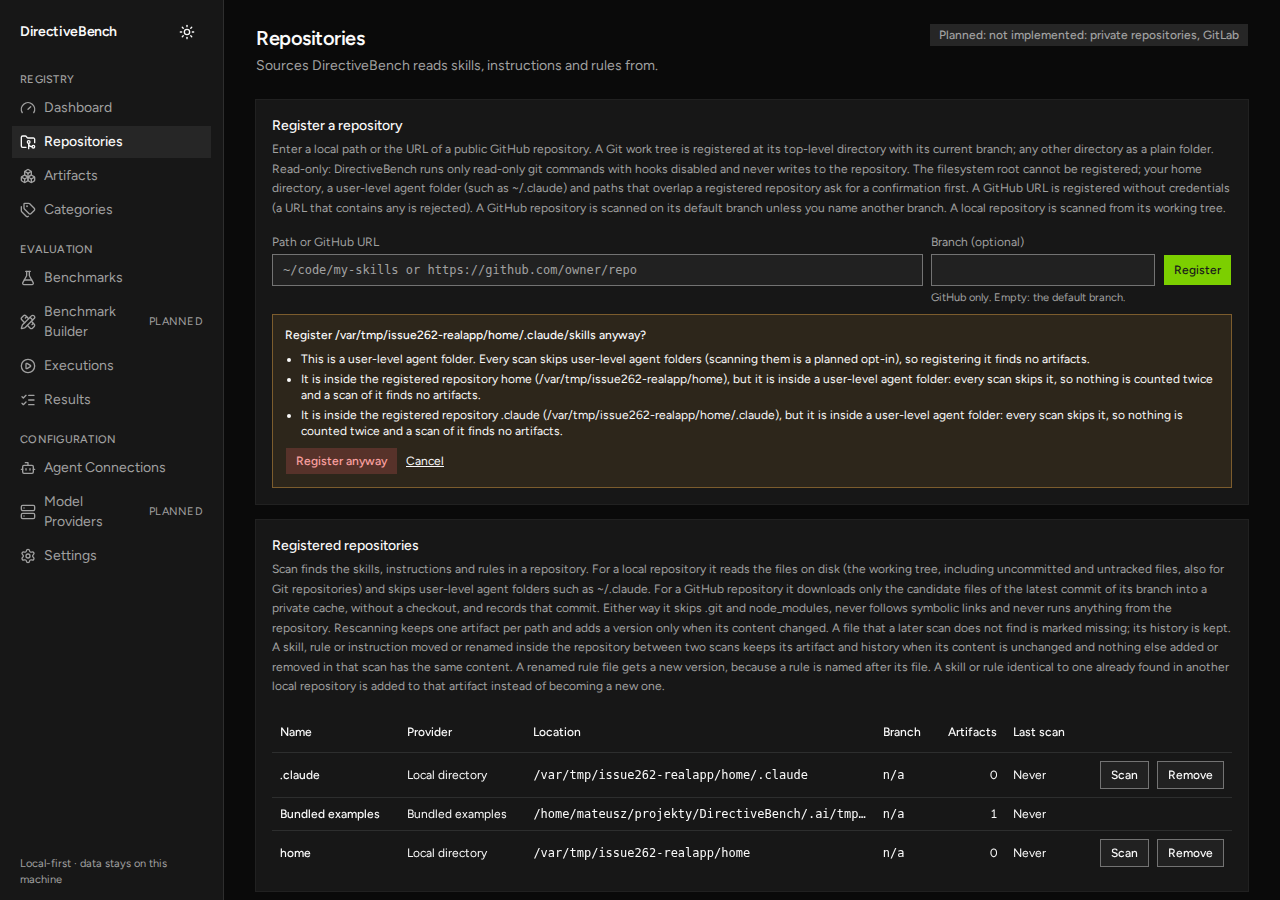 DirectiveBench
REGISTRY
Dashboard
Repositories
Artifacts
Categories
EVALUATION
Benchmarks
Benchmark
Builder
PLANNED
Executions
Results
CONFIGURATION
Agent Connections
Model
Providers
PLANNED
Settings
Local-first · data stays on this
machine
Repositories
Planned: not implemented: private repositories, GitLab
Sources DirectiveBench reads skills, instructions and rules from.
Register a repository
Enter a local path or the URL of a public GitHub repository. A Git work tree is registered at its top-level directory with its current branch; any other directory as a plain folder.
Read-only: DirectiveBench runs only read-only git commands with hooks disabled and never writes to the repository. The filesystem root cannot be registered; your home
directory, a user-level agent folder (such as ~/.claude) and paths that overlap a registered repository ask for a confirmation first. A GitHub URL is registered without credentials
(a URL that contains any is rejected). A GitHub repository is scanned on its default branch unless you name another branch. A local repository is scanned from its working tree.
Path or GitHub URL
Branch (optional)
~/code/my-skills or https://github.com/owner/repo
Register
GitHub only. Empty: the default branch.
Register /var/tmp/issue262-realapp/home/.claude/skills anyway?
• This is a user-level agent folder. Every scan skips user-level agent folders (scanning them is a planned opt-in), so registering it finds no artifacts.
• It is inside the registered repository home (/var/tmp/issue262-realapp/home), but it is inside a user-level agent folder: every scan skips it, so nothing is counted twice
and a scan of it finds no artifacts.
• It is inside the registered repository .claude (/var/tmp/issue262-realapp/home/.claude), but it is inside a user-level agent folder: every scan skips it, so nothing is
counted twice and a scan of it finds no artifacts.
Register anyway Cancel
Registered repositories
Scan finds the skills, instructions and rules in a repository. For a local repository it reads the files on disk (the working tree, including uncommitted and untracked files, also for
Git repositories) and skips user-level agent folders such as ~/.claude. For a GitHub repository it downloads only the candidate files of the latest commit of its branch into a
private cache, without a checkout, and records that commit. Either way it skips .git and node_modules, never follows symbolic links and never runs anything from the
repository. Rescanning keeps one artifact per path and adds a version only when its content changed. A file that a later scan does not find is marked missing; its history is kept.
A skill, rule or instruction moved or renamed inside the repository between two scans keeps its artifact and history when its content is unchanged and nothing else added or
removed in that scan has the same content. A renamed rule file gets a new version, because a rule is named after its file. A skill or rule identical to one already found in another
local repository is added to that artifact instead of becoming a new one.
Name Provider Location Branch Artifacts Last scan
.claude Local directory /var/tmp/issue262-realapp/home/.claude n/a 0 Never Scan Remove
Bundled examples Bundled examples /home/mateusz/projekty/DirectiveBench/.ai/tmp… n/a 1 Never
home Local directory /var/tmp/issue262-realapp/home n/a 0 Never Scan Remove